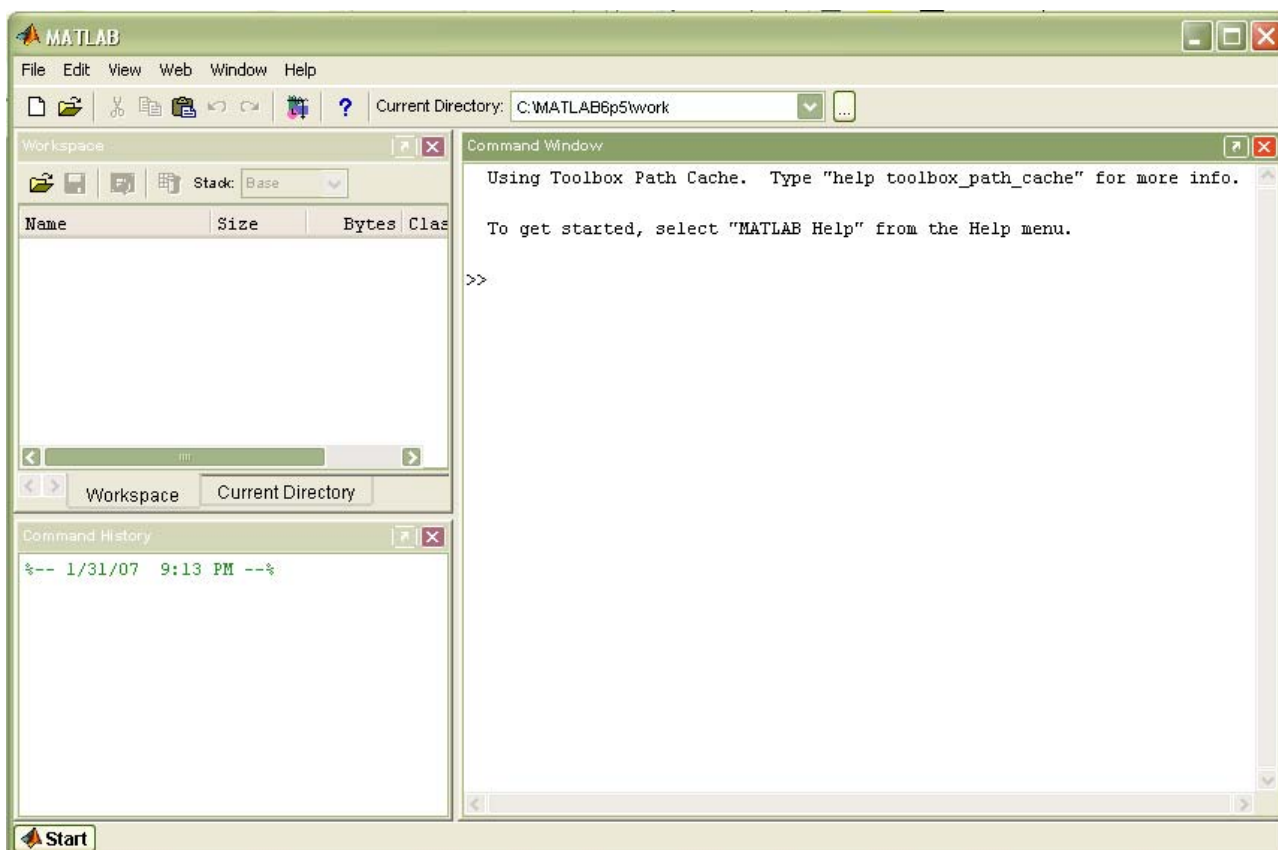 MATLAB
File Edit View Web Window Help
Current Directory: C:\MATLAB6p5\work ...
Workspace
Stack: Base
Name Size Bytes Clas
Workspace Current Directory
Command History
%-- 1/31/07 9:13 PM --%
Command Window
Using Toolbox Path Cache. Type "help toolbox_path_cache" for more info.
To get started, select "MATLAB Help" from the Help menu.
>>
Start